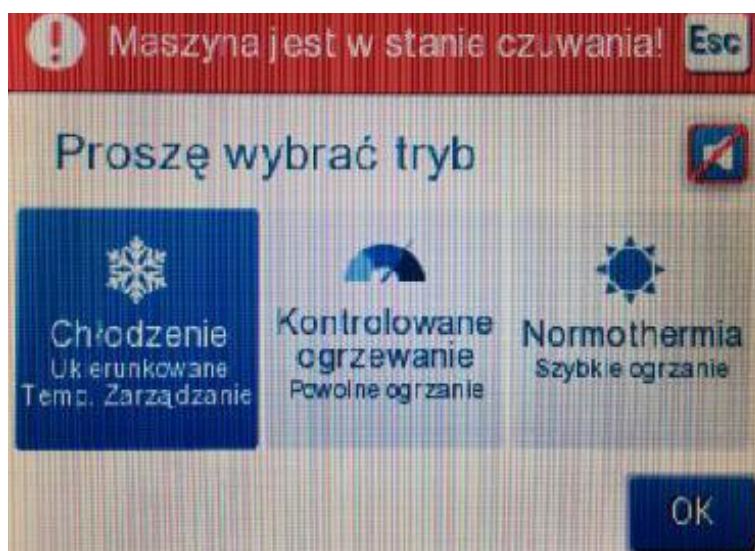 Maszyna jest w stanie czuwania!
Esc
Proszę wybrać tryb
Chłodzenie
Ukierunkowane
Temp. Zarządzanie
Kontrolowane
ogrzewanie
Powolne ogrzanie
Normothermia
Szybkie ogrzanie
OK